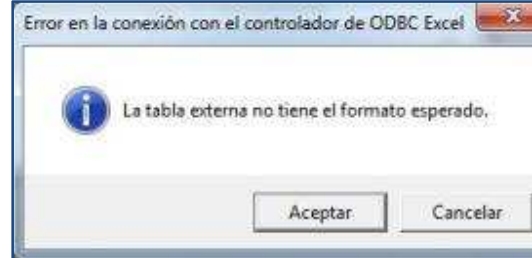 Error en la conexión con el controlador de ODBC Excel
La tabla externa no tiene el formato esperado.
Aceptar
Cancelar